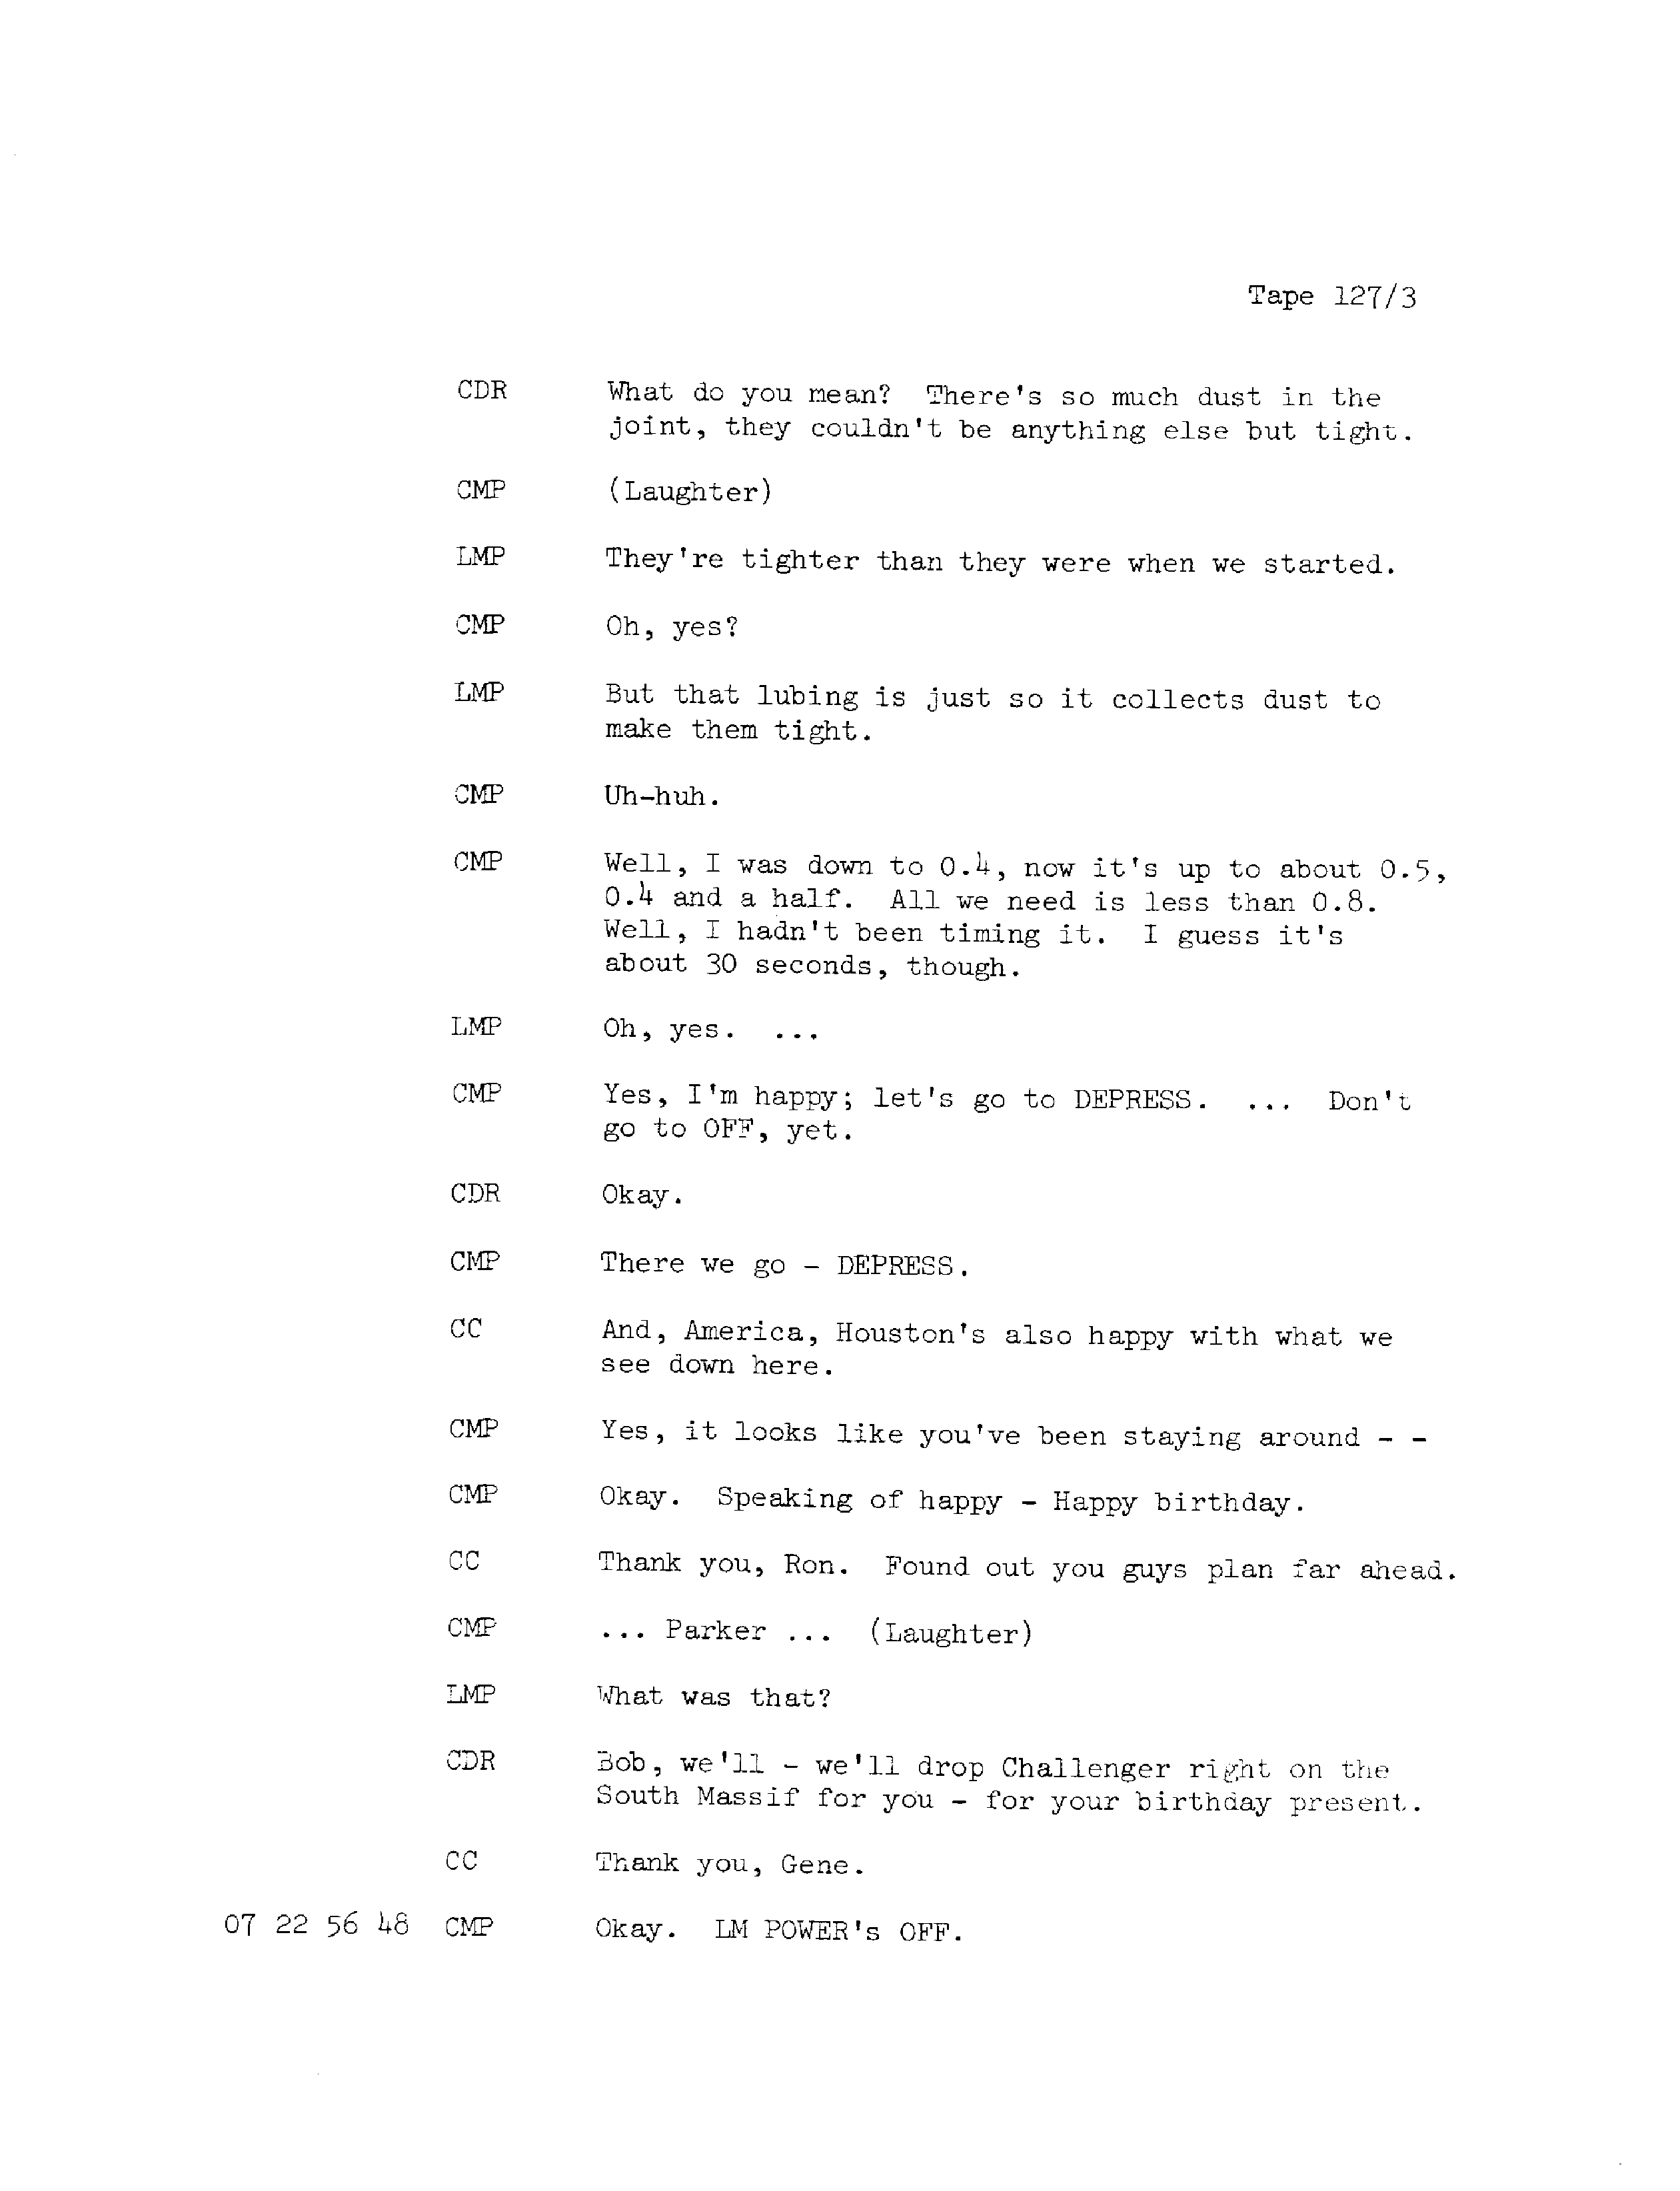 Tape 127/3
CDR What do you mean? There's so much dust in the
joint, they couldn't be anything else but tight.
CMP (Laughter)
LMP They're tighter than they were when we started.
CMP Oh, yes?
LMP But that lubing is just so it collects dust to
make them tight.
CMP Uh-huh.
CMP Well, I was down to 0.4, now it's up to about 0.5,
0.4 and a half. All we need is less than 0.8.
Well, I hadn't been timing it. I guess it's
about 30 seconds, though.
LMP Oh, yes. ...
CMP Yes, I'm happy; let's go to DEPRESS. ... Don't
go to OFF, yet.
CDR Okay.
CMP There we go - DEPRESS.
CC And, America, Houston's also happy with what we
see down here.
CMP Yes, it looks like you've been staying around - -
CMP Okay. Speaking of happy - Happy birthday.
CC Thank you, Ron. Found out you guys plan far ahead.
CMP ... Parker ... (Laughter)
LMP What was that?
CDR Bob, we'll - we'll drop Challenger right on the
South Massif for you - for your birthday present.
CC Thank you, Gene.
07 22 56 48 CMP Okay. LM POWER's OFF.